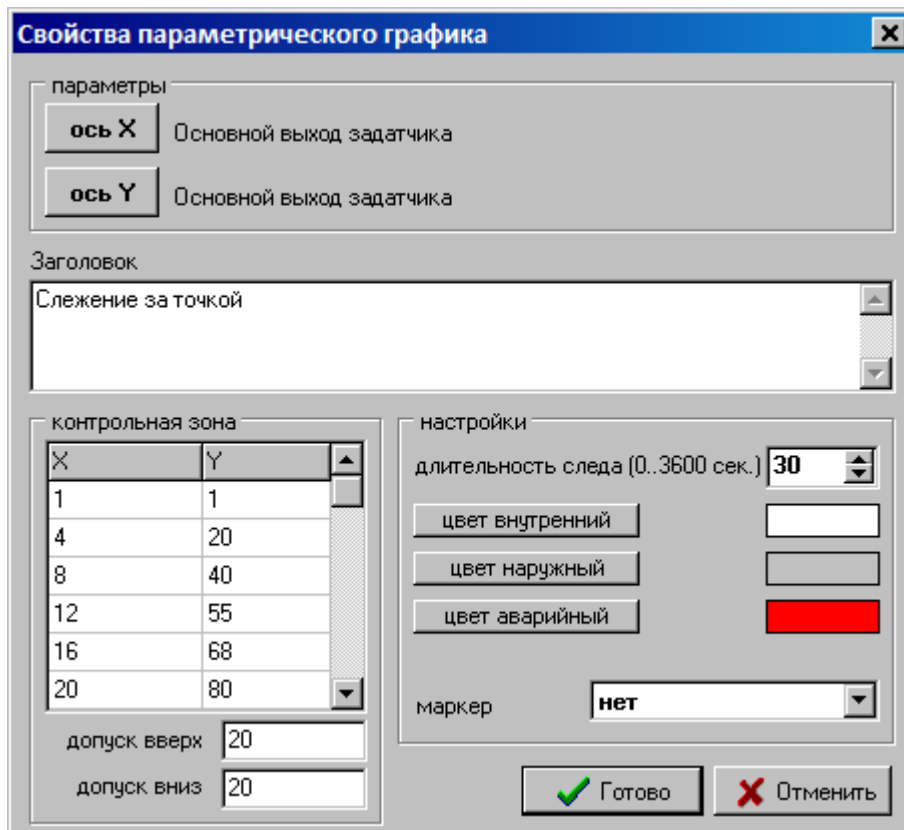 Свойства параметрического графика
параметры
ось X Основной выход задатчика
ось Y Основной выход задатчика
Заголовок
Слежение за точкой
контрольная зона
X Y
1 1
4 20
8 40
12 55
16 68
20 80
допуск вверх 20
допуск вниз 20
настройки
длительность следа (0..3600 сек.) 30
цвет внутренний
цвет наружный
цвет аварийный
маркер нет
Готово Отменить